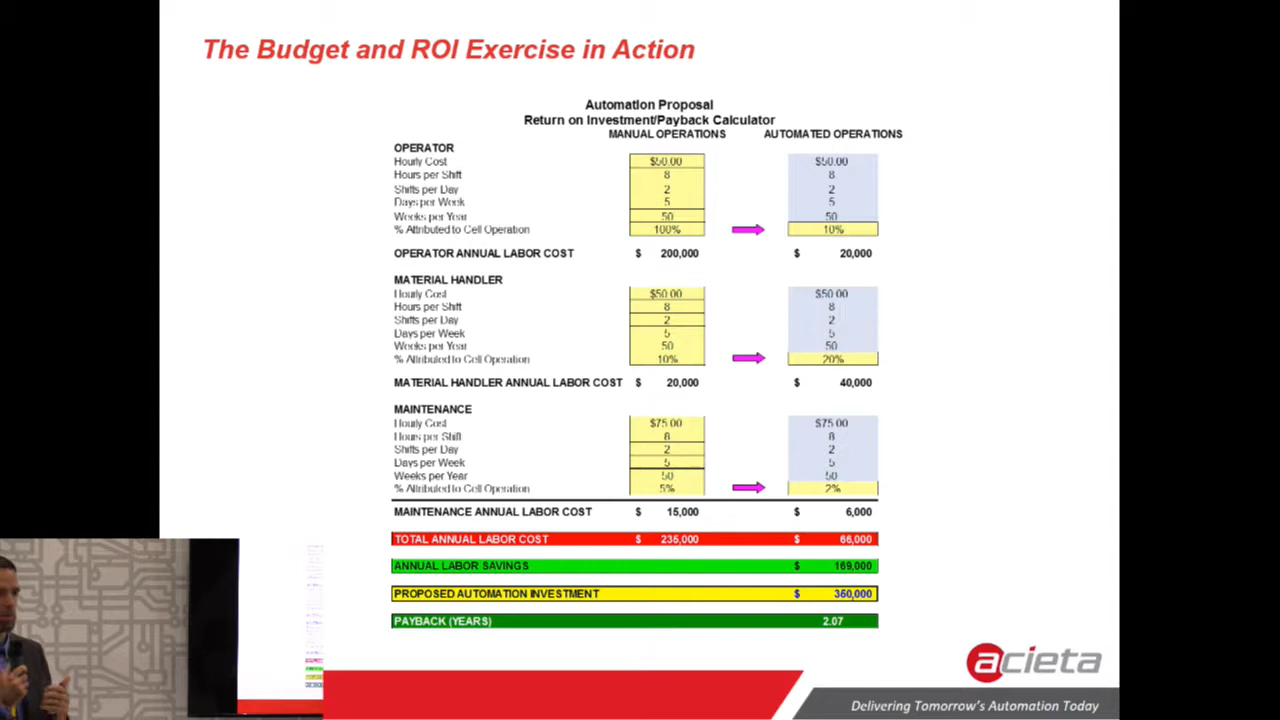 The Budget and ROI Exercise in Action
Automation Proposal
Return on Investment/Payback Calculator
MANUAL OPERATIONS AUTOMATED OPERATIONS
OPERATOR
Hourly Cost $50.00 $50.00
Hours per Shift 8 8
Shifts per Day 2 2
Days per Week 5 5
Weeks per Year 50 50
% Attributed to Cell Operation 100% 10%
OPERATOR ANNUAL LABOR COST $ 200,000 $ 20,000
MATERIAL HANDLER
Hourly Cost $50.00 $50.00
Hours per Shift 8 8
Shifts per Day 2 2
Days per Week 5 5
Weeks per Year 50 50
% Attributed to Cell Operation 10% 20%
MATERIAL HANDLER ANNUAL LABOR COST $ 20,000 $ 40,000
MAINTENANCE
Hourly Cost $75.00 $75.00
Hours per Shift 8 8
Shifts per Day 2 2
Days per Week 5 5
Weeks per Year 50 50
% Attributed to Cell Operation 5% 2%
MAINTENANCE ANNUAL LABOR COST $ 15,000 $ 6,000
TOTAL ANNUAL LABOR COST $ 235,000 $ 66,000
ANNUAL LABOR SAVINGS $ 169,000
PROPOSED AUTOMATION INVESTMENT $ 350,000
PAYBACK (YEARS) 2.07
acieta
Delivering Tomorrow's Automation Today